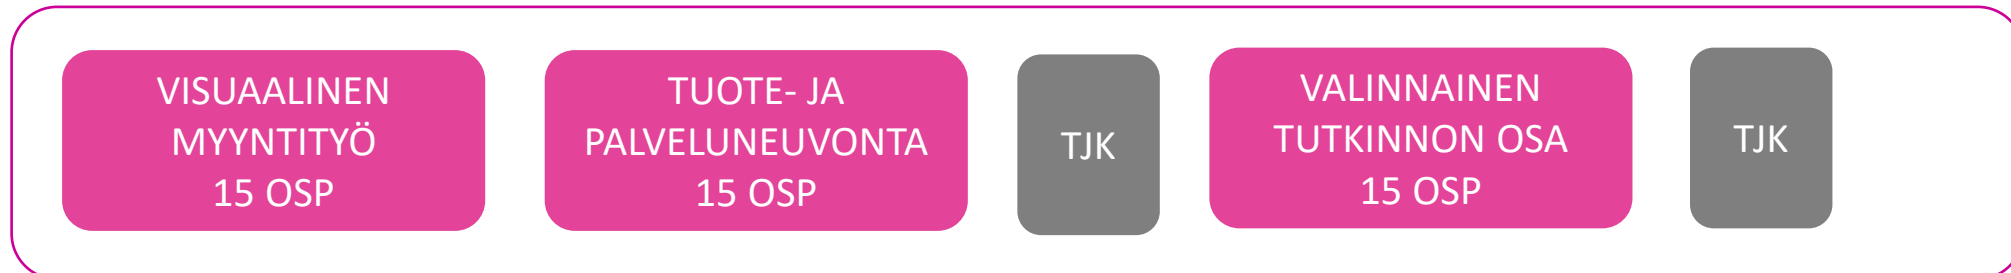 VISUAALINEN
MYYNTITYÖ
15 OSP
TUOTE- JA
PALVELUNEUVONTA
15 OSP
TJK
VALINNAINEN
TUTKINNON OSA
15 OSP
TJK